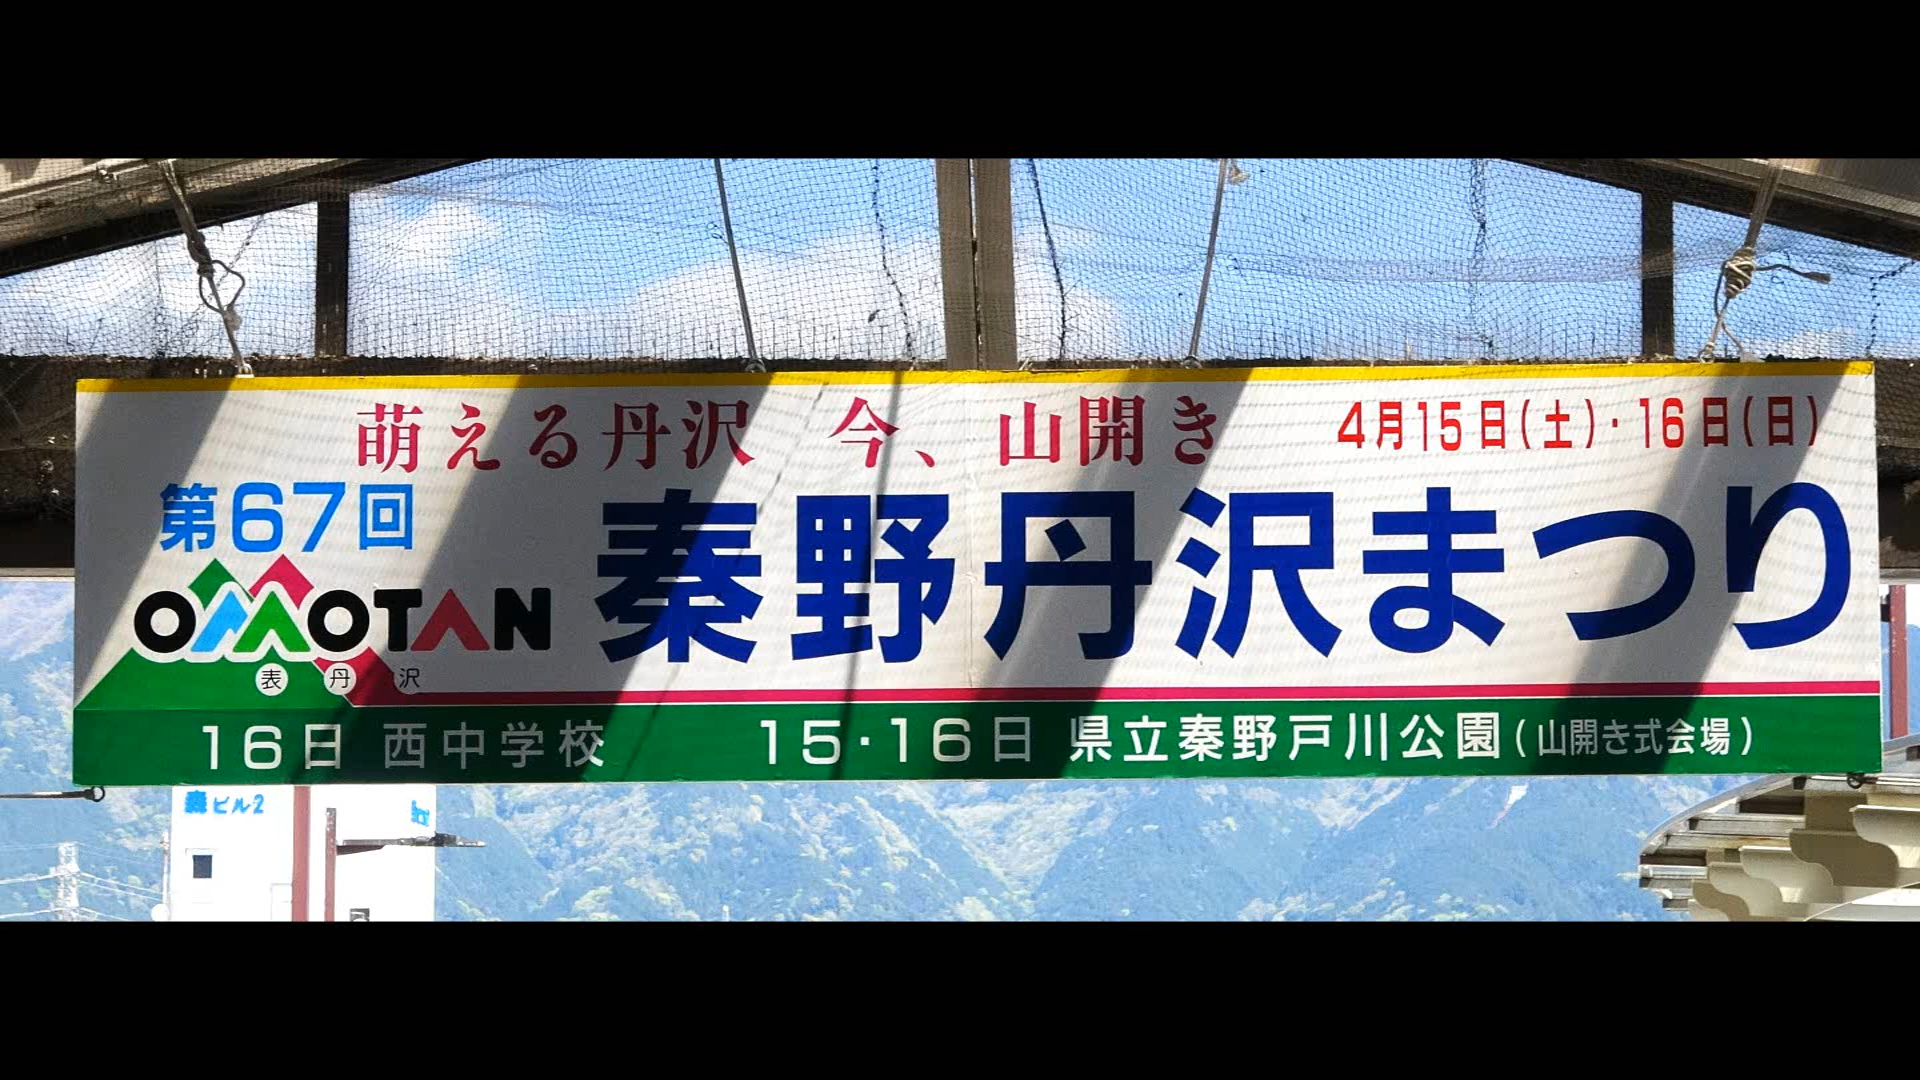 萌える丹沢 今、山開き 4月15日(土)・16日(日)
第67回
秦野丹沢まつり
OMOTAN
表丹沢
16日 西中学校 15・16日 県立秦野戸川公園(山開き式会場)
ビル2